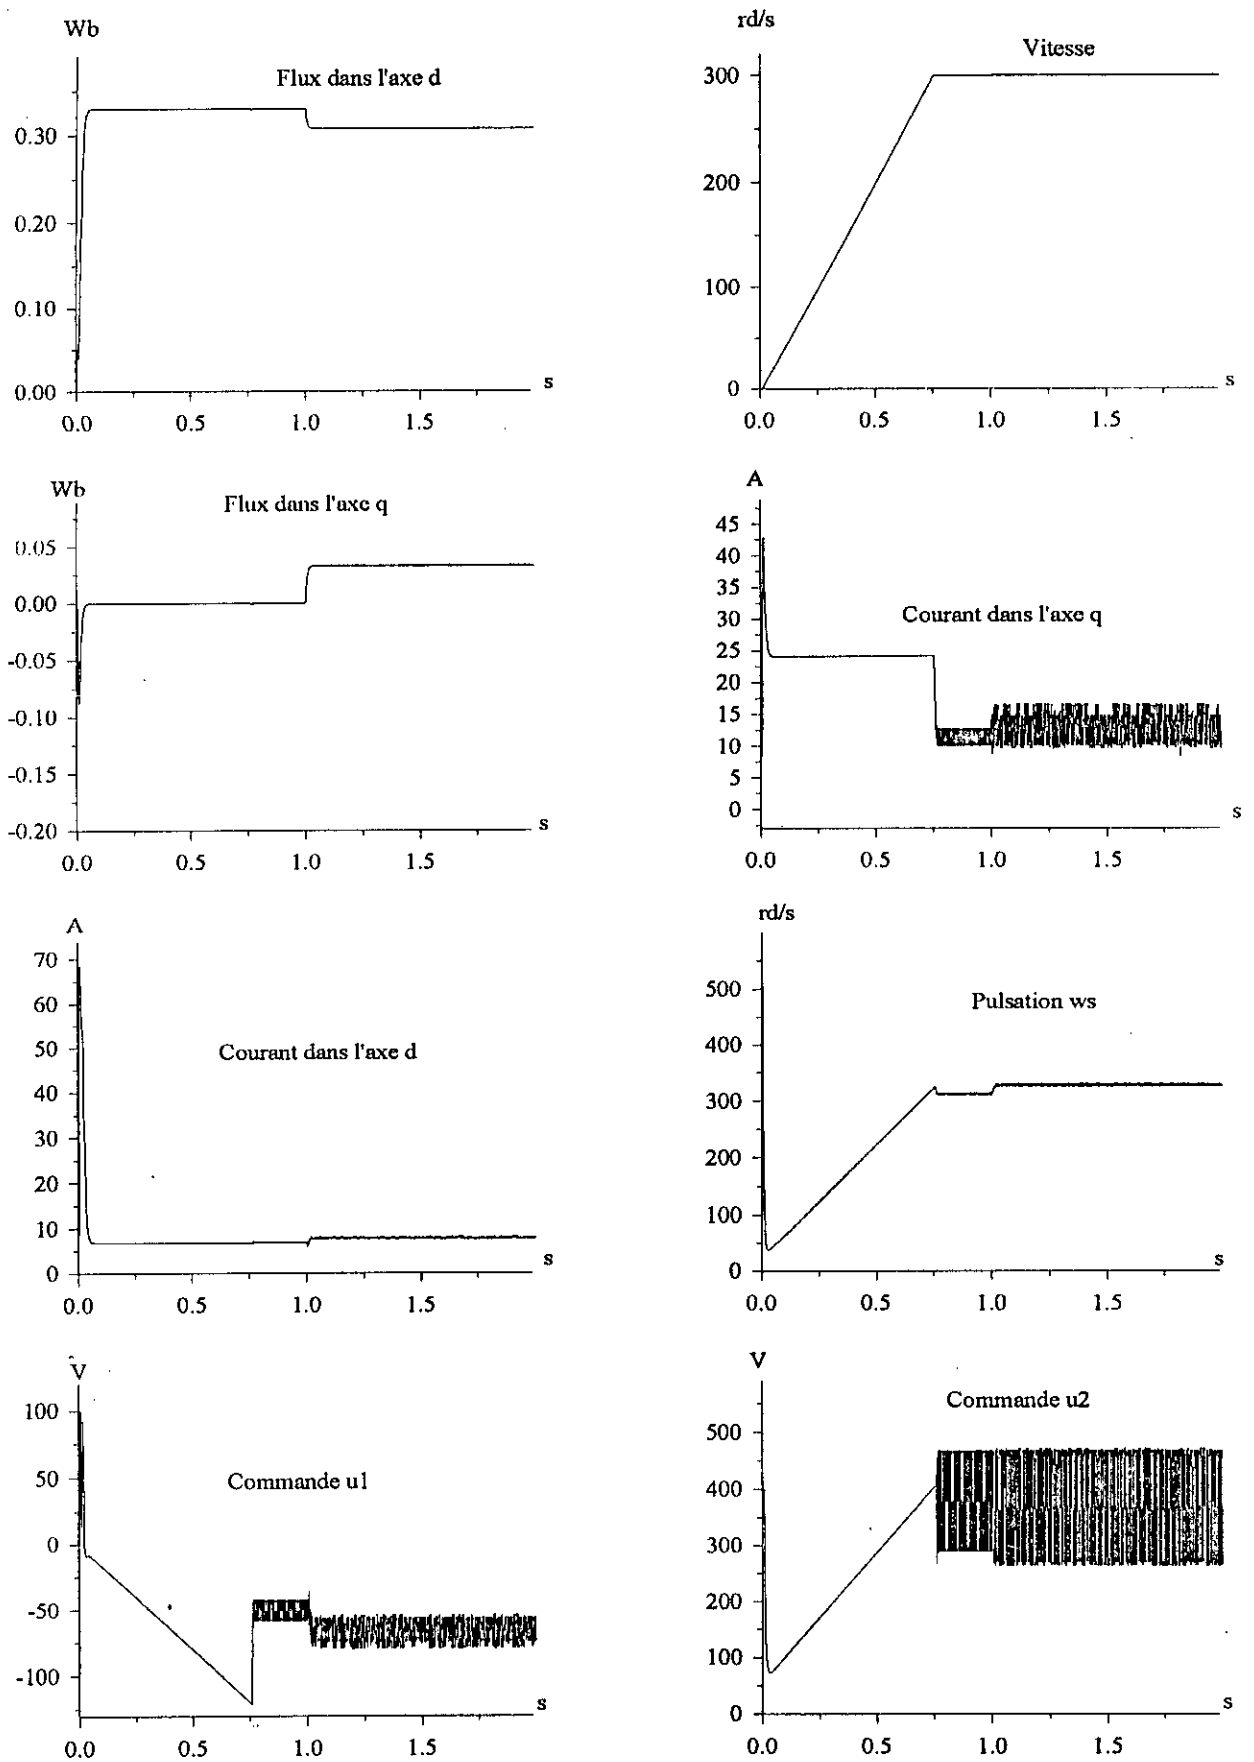 Wb
Flux dans l'axe d
0.30
0.20
0.10
0.00
s
0.0 0.5 1.0 1.5
rd/s
Vitesse
300
200
100
0
s
0.0 0.5 1.0 1.5
Wb
Flux dans l'axe q
0.05
0.00
-0.05
-0.10
-0.15
-0.20
s
0.0 0.5 1.0 1.5
A
45
40
35
30
25
20
15
10
5
0
Courant dans l'axe q
s
0.0 0.5 1.0 1.5
A
70
60
50
40
30
20
10
0
Courant dans l'axe d
s
0.0 0.5 1.0 1.5
rd/s
500
400
300
200
100
0
Pulsation ws
s
0.0 0.5 1.0 1.5
V
100
50
0
-50
-100
Commande u1
s
0.0 0.5 1.0 1.5
V
Commande u2
500
400
300
200
100
0
s
0.0 0.5 1.0 1.5